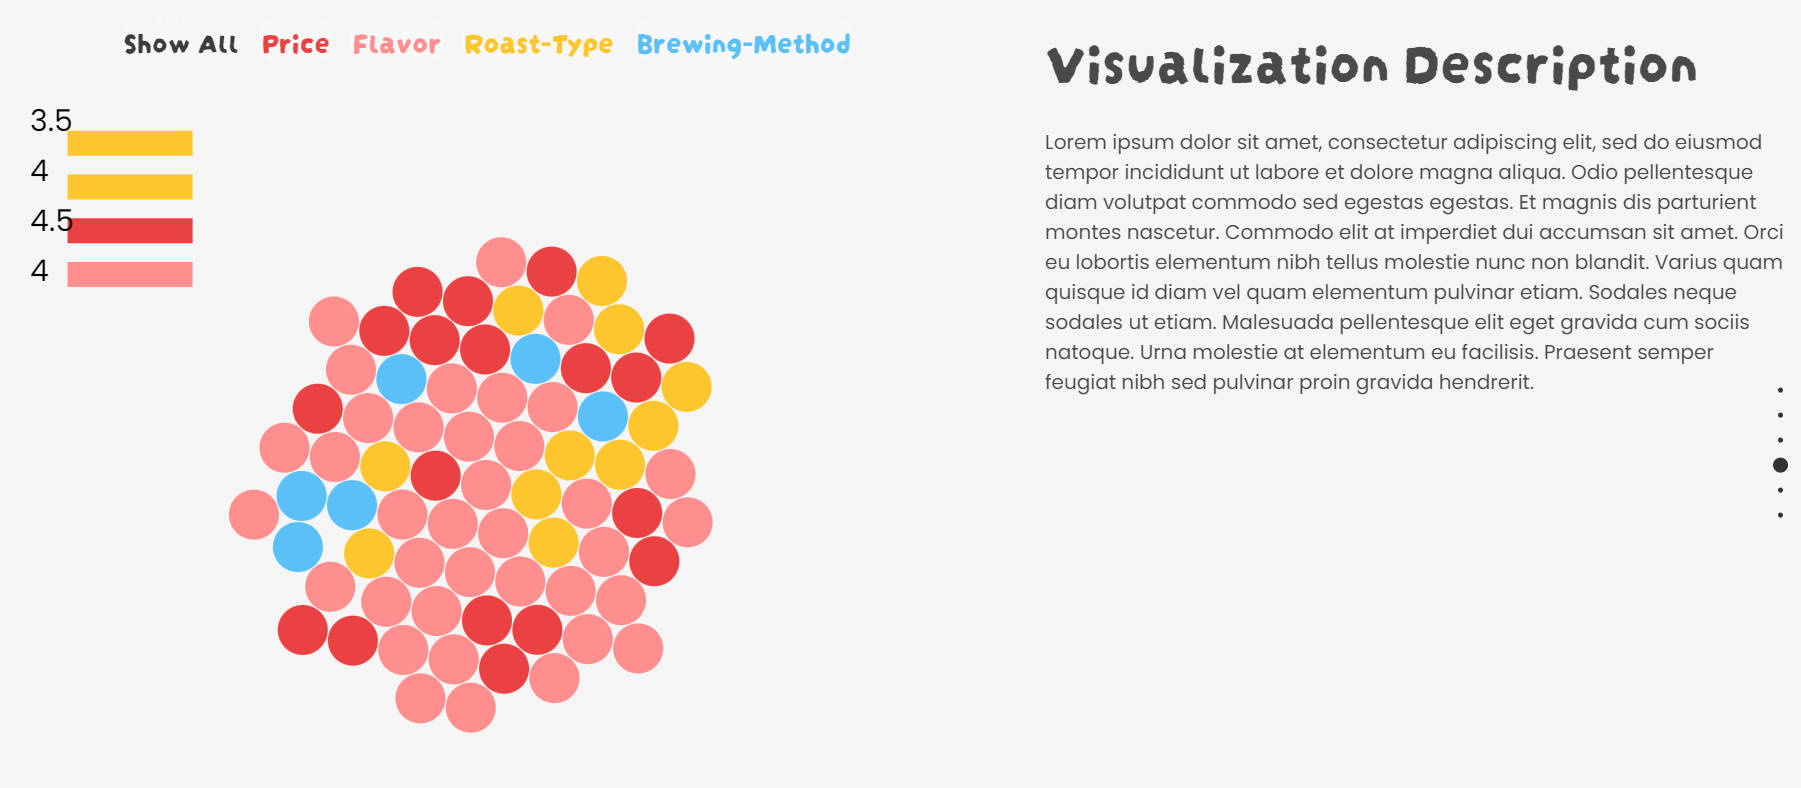 Show All Price Flavor Roast-Type Brewing-Method
3.5
4
4.5
4
Visualization Description
Lorem ipsum dolor sit amet, consectetur adipiscing elit, sed do eiusmod
tempor incididunt ut labore et dolore magna aliqua. Odio pellentesque
diam volutpat commodo sed egestas egestas. Et magnis dis parturient
montes nascetur. Commodo elit at imperdiet dui accumsan sit amet. Orci
eu lobortis elementum nibh tellus molestie nunc non blandit. Varius quam
quisque id diam vel quam elementum pulvinar etiam. Sodales neque
sodales ut etiam. Malesuada pellentesque elit eget gravida cum sociis
natoque. Urna molestie at elementum eu facilisis. Praesent semper
feugiat nibh sed pulvinar proin gravida hendrerit.